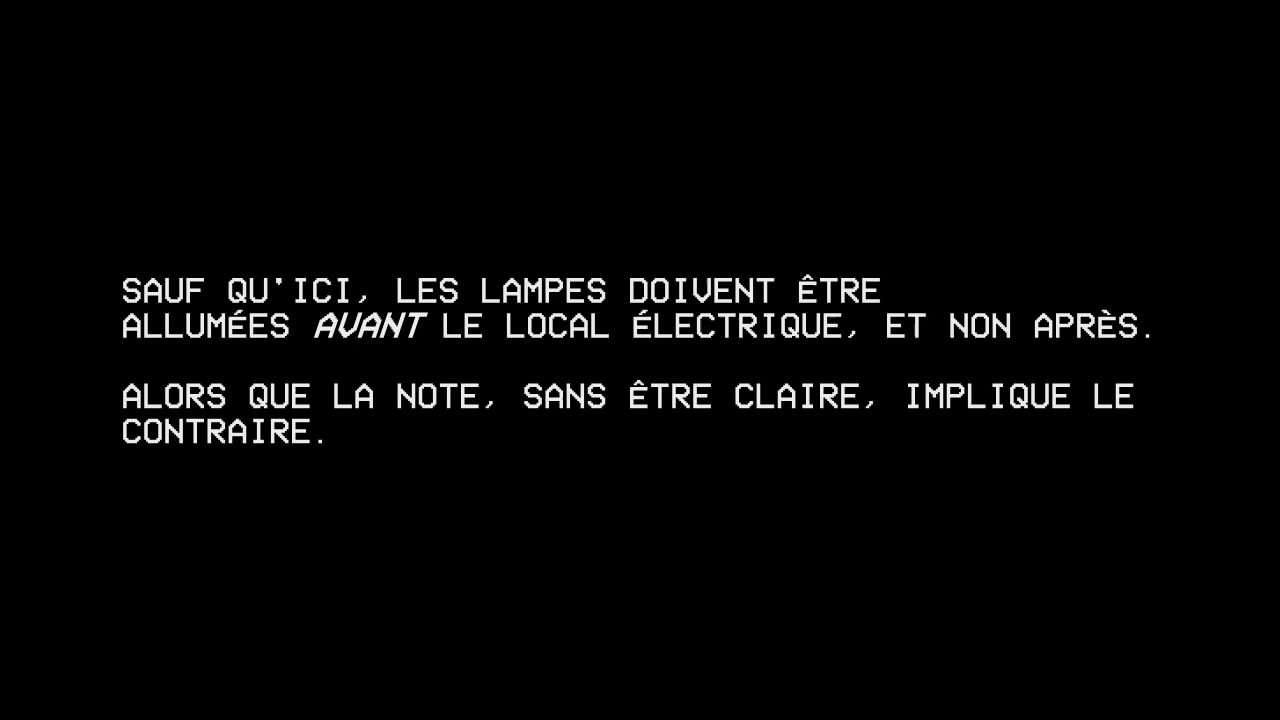 SAUF QU'ICI, LES LAMPES DOIVENT ÊTRE
ALLUMÉES AVANT LE LOCAL ÉLECTRIQUE, ET NON APRÈS.
ALORS QUE LA NOTE, SANS ÊTRE CLAIRE, IMPLIQUE LE
CONTRAIRE.